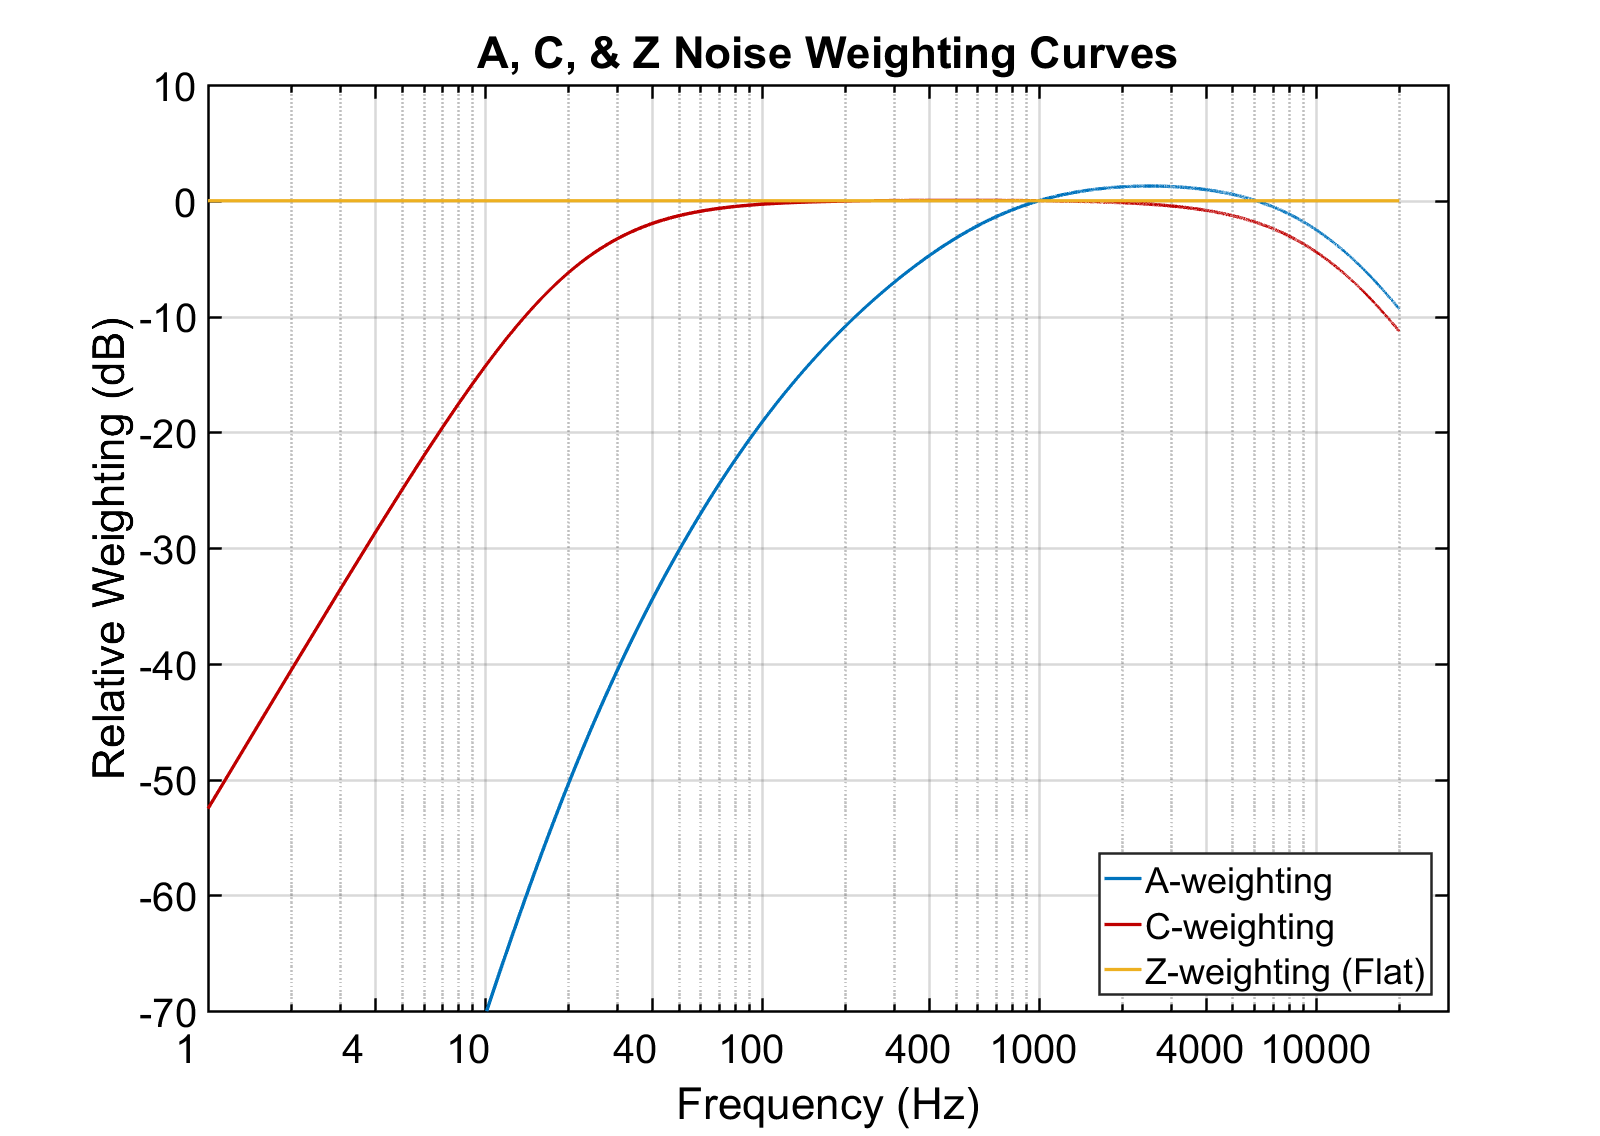 A, C, & Z Noise Weighting Curves
10
0
-10
-20
-30
-40
-50
-60
-70
Relative Weighting (dB)
A-weighting
C-weighting
Z-weighting (Flat)
1 4 10 40 100 400 1000 4000 10000
Frequency (Hz)